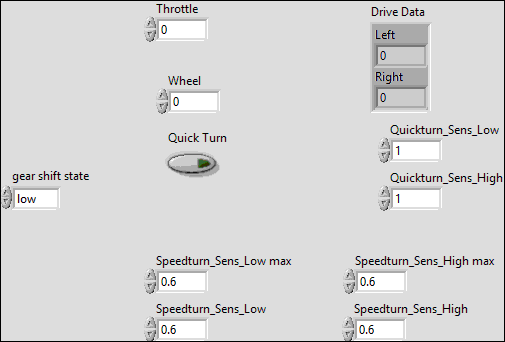 Throttle
0
Drive Data
Left
0
Right
0
Wheel
0
Quick Turn
Quickturn_Sens_Low
1
gear shift state
low
Quickturn_Sens_High
1
Speedturn_Sens_Low max
0.6
Speedturn_Sens_High max
0.6
Speedturn_Sens_Low
0.6
Speedturn_Sens_High
0.6